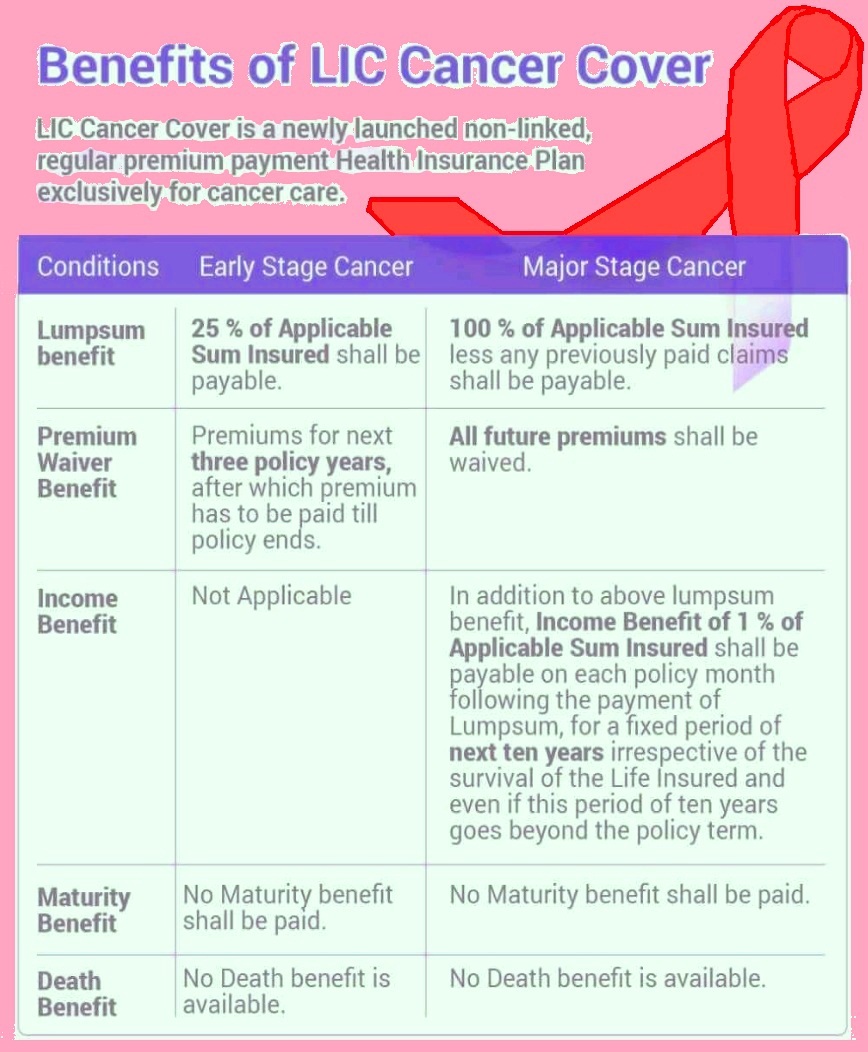 Benefits of LIC Cancer Cover
LIC Cancer Cover is a newly launched non-linked,
regular premium payment Health Insurance Plan
exclusively for cancer care.
Conditions Early Stage Cancer Major Stage Cancer
Lumpsum
benefit
25 % of Applicable
Sum Insured shall be
payable.
100 % of Applicable Sum Insured
less any previously paid claims
shall be payable.
Premium
Waiver
Benefit
Premiums for next
three policy years,
after which premium
has to be paid till
policy ends.
All future premiums shall be
waived.
Income
Benefit
Not Applicable
In addition to above lumpsum
benefit, Income Benefit of 1 % of
Applicable Sum Insured shall be
payable on each policy month
following the payment of
Lumpsum, for a fixed period of
next ten years irrespective of the
survival of the Life Insured and
even if this period of ten years
goes beyond the policy term.
Maturity
Benefit
No Maturity benefit
shall be paid.
No Maturity benefit shall be paid.
Death
Benefit
No Death benefit is
available.
No Death benefit is available.